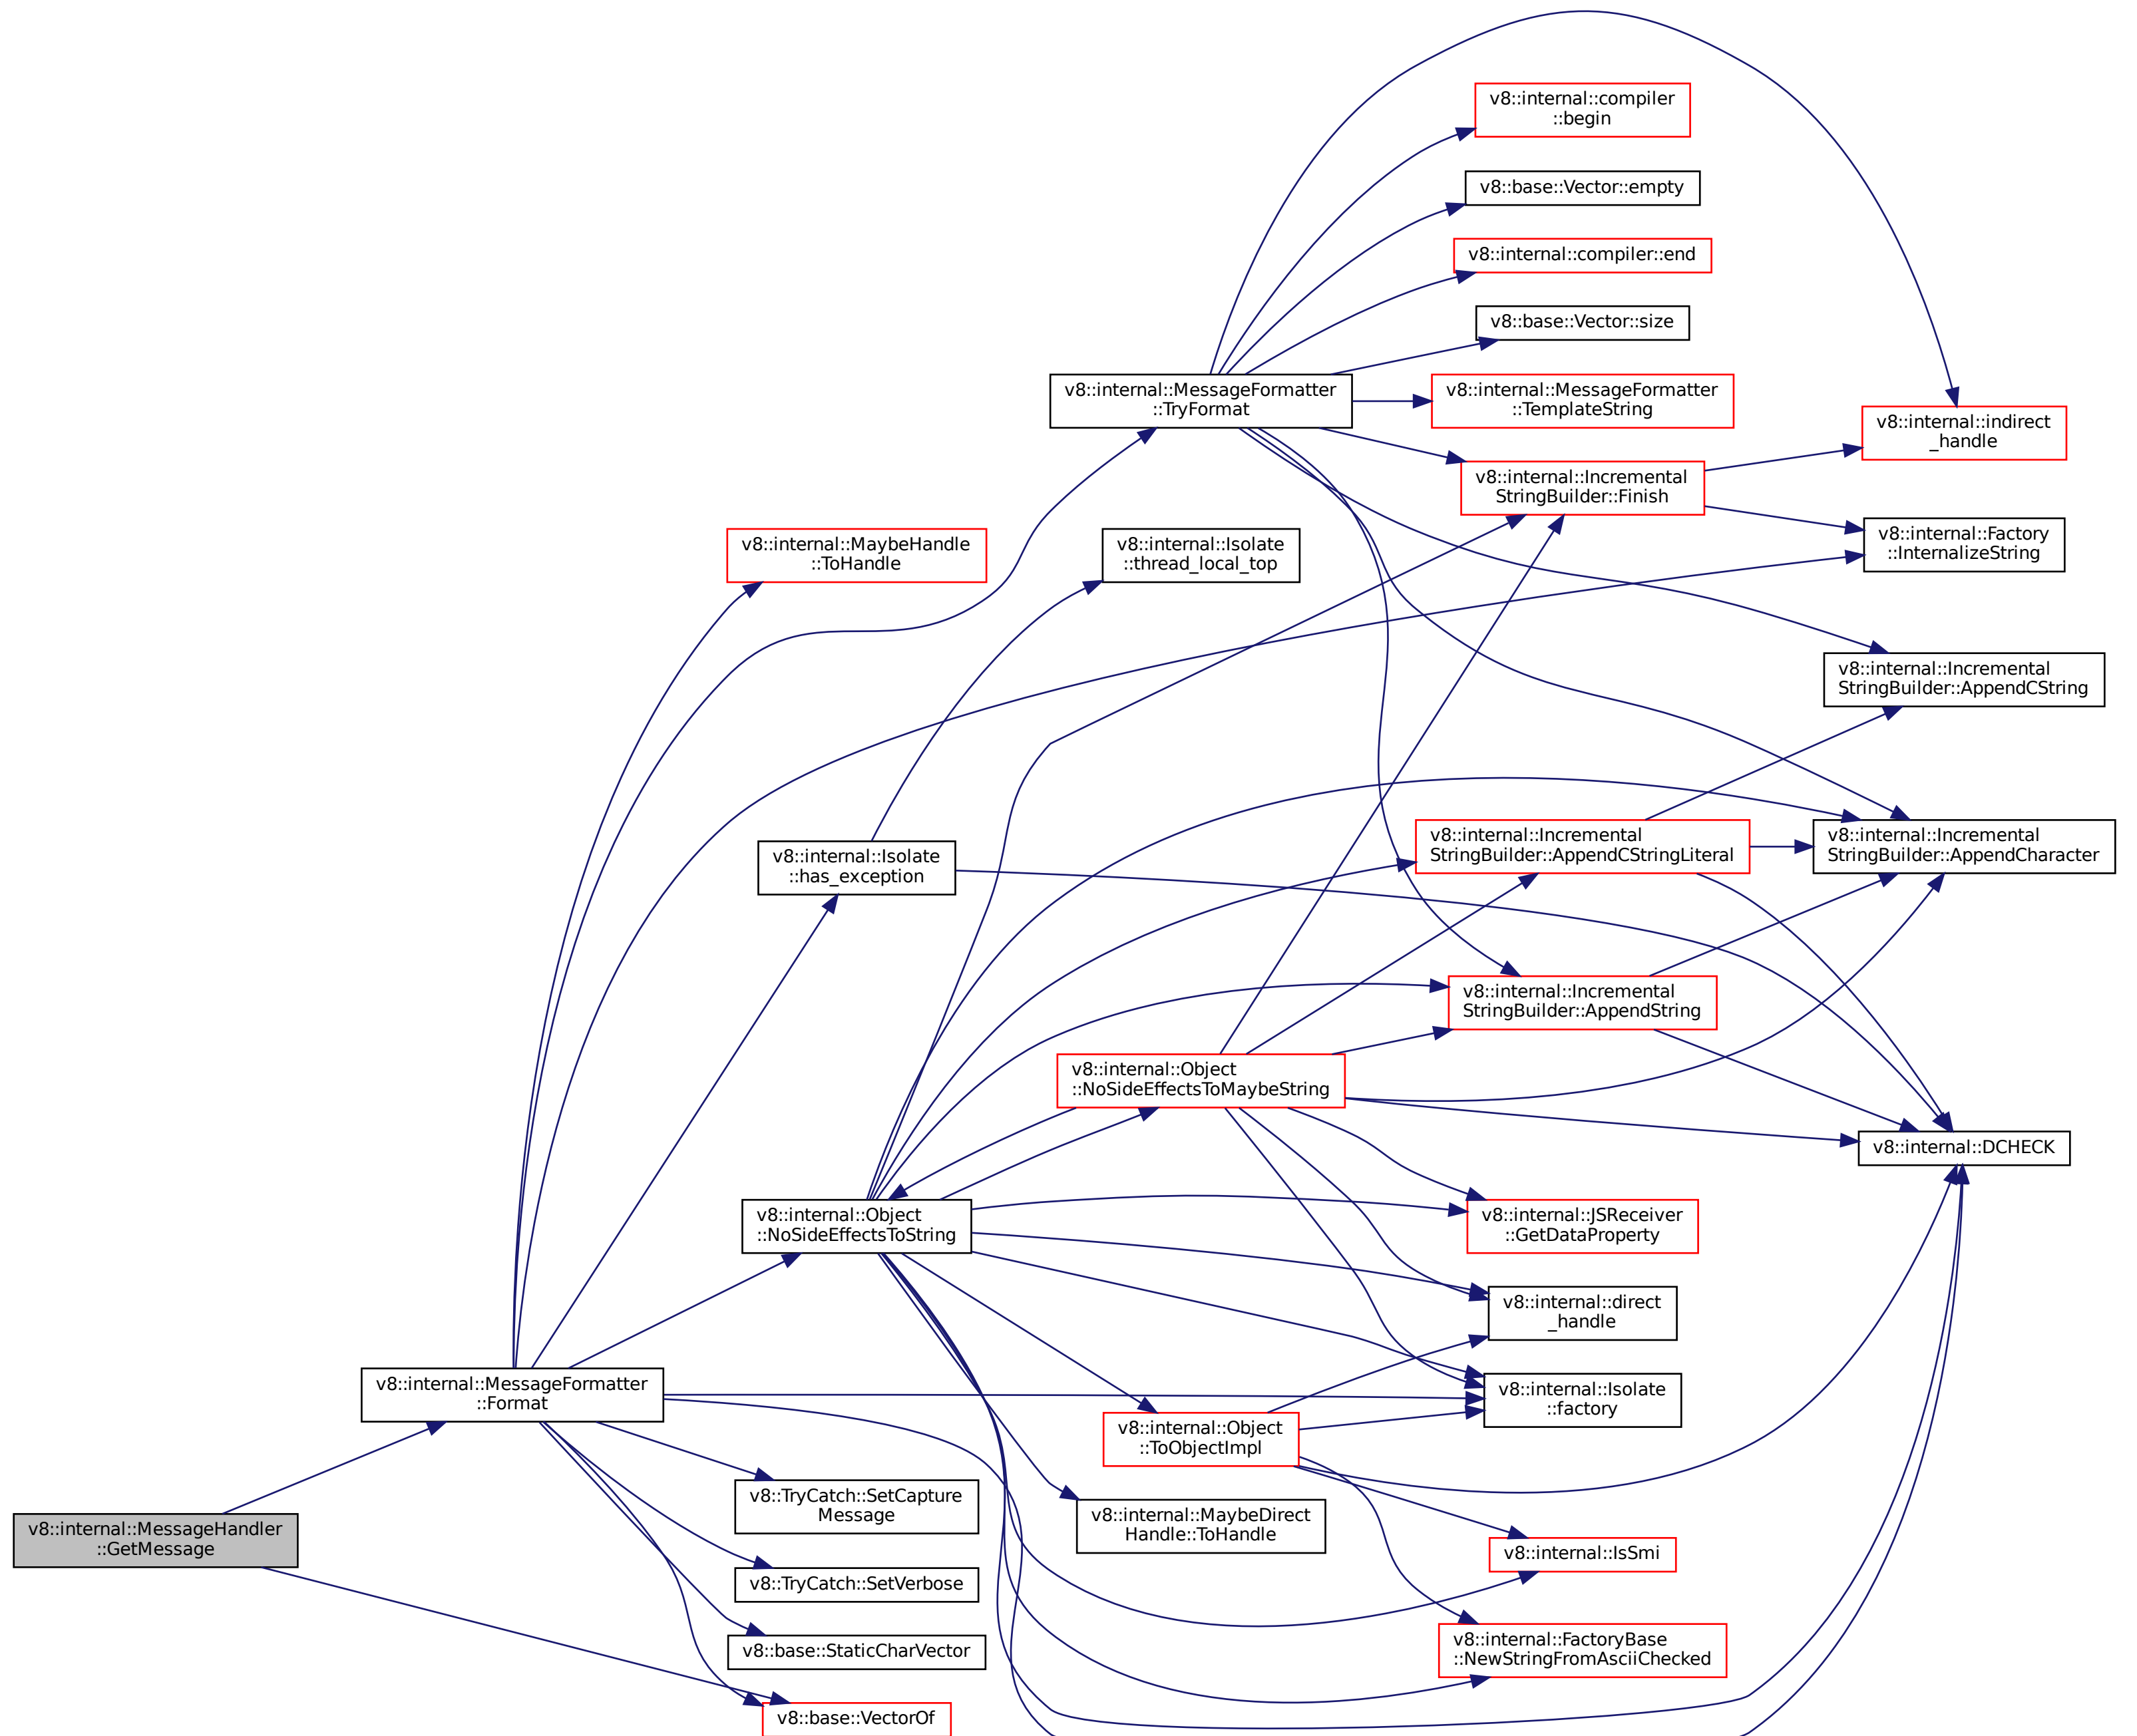 v8::internal::compiler
::begin
v8::base::Vector::empty
v8::internal::compiler::end
v8::base::Vector::size
v8::internal::MessageFormatter
::TryFormat
v8::internal::MessageFormatter
::TemplateString
v8::internal::indirect
_handle
v8::internal::Incremental
StringBuilder::Finish
v8::internal::Factory
::InternalizeString
v8::internal::MaybeHandle
::ToHandle
v8::internal::Isolate
::thread_local_top
v8::internal::Incremental
StringBuilder::AppendCString
v8::internal::Isolate
::has_exception
v8::internal::Incremental
StringBuilder::AppendCStringLiteral
v8::internal::Incremental
StringBuilder::AppendCharacter
v8::internal::Incremental
StringBuilder::AppendString
v8::internal::Object
::NoSideEffectsToMaybeString
v8::internal::DCHECK
v8::internal::Object
::NoSideEffectsToString
v8::internal::JSReceiver
::GetDataProperty
v8::internal::direct
_handle
v8::internal::MessageFormatter
::Format
v8::internal::Isolate
::factory
v8::internal::Object
::ToObjectImpl
v8::TryCatch::SetCapture
Message
v8::internal::MessageHandler
::GetMessage
v8::internal::MaybeDirect
Handle::ToHandle
v8::internal::IsSmi
v8::TryCatch::SetVerbose
v8::internal::FactoryBase
::NewStringFromAsciiChecked
v8::base::StaticCharVector
v8::base::VectorOf